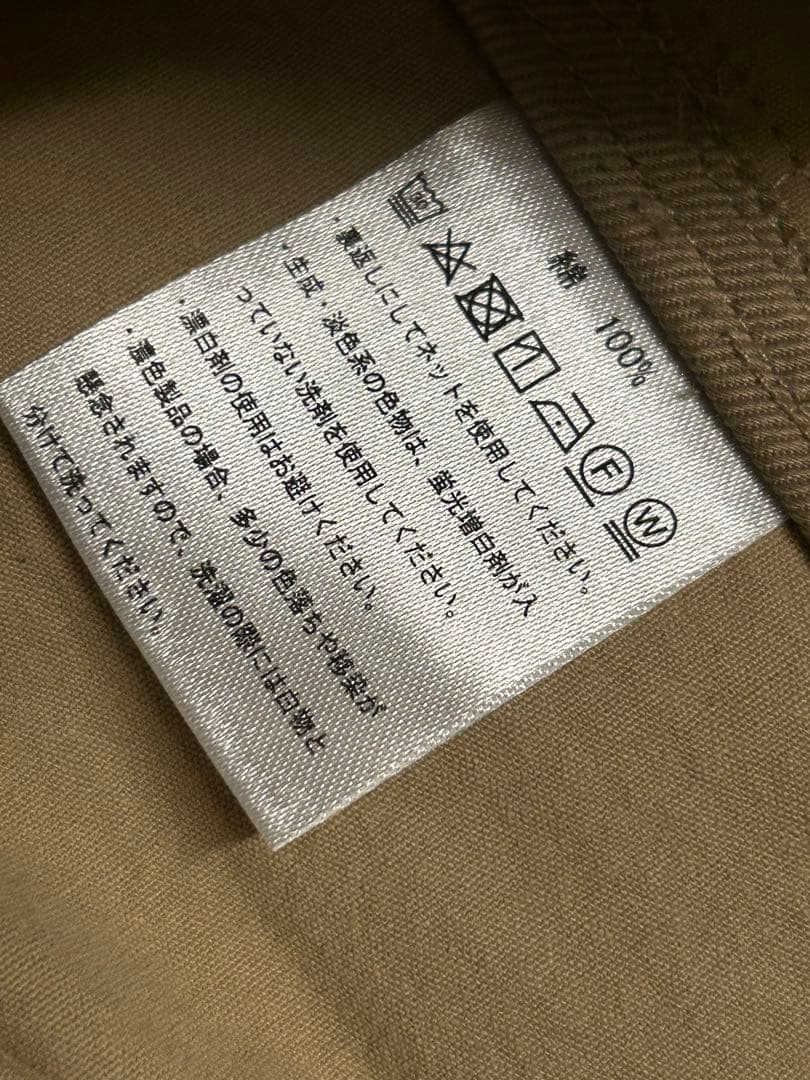 綿 100%
F W
・裏返しにしてネットを使用してください。
・生成・淡色系の色物は、蛍光増白剤が入
っていない洗剤を使用してください。
・漂白剤の使用はお避けください。
・濃色製品の場合、多少の色落ちや移染が
懸念されますので、洗濯の際には白物と
分けて洗ってください。